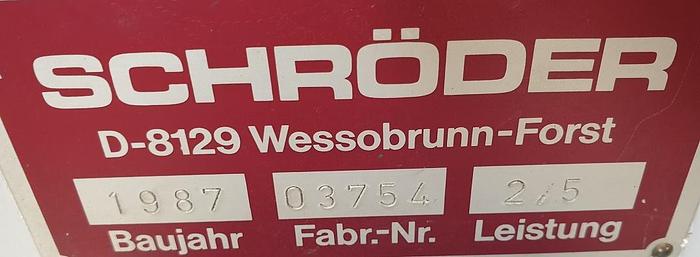 SCHRÖDER
D-8129 Wessobrunn-Forst
1987 03754 2/5
Baujahr Fabr.-Nr. Leistung